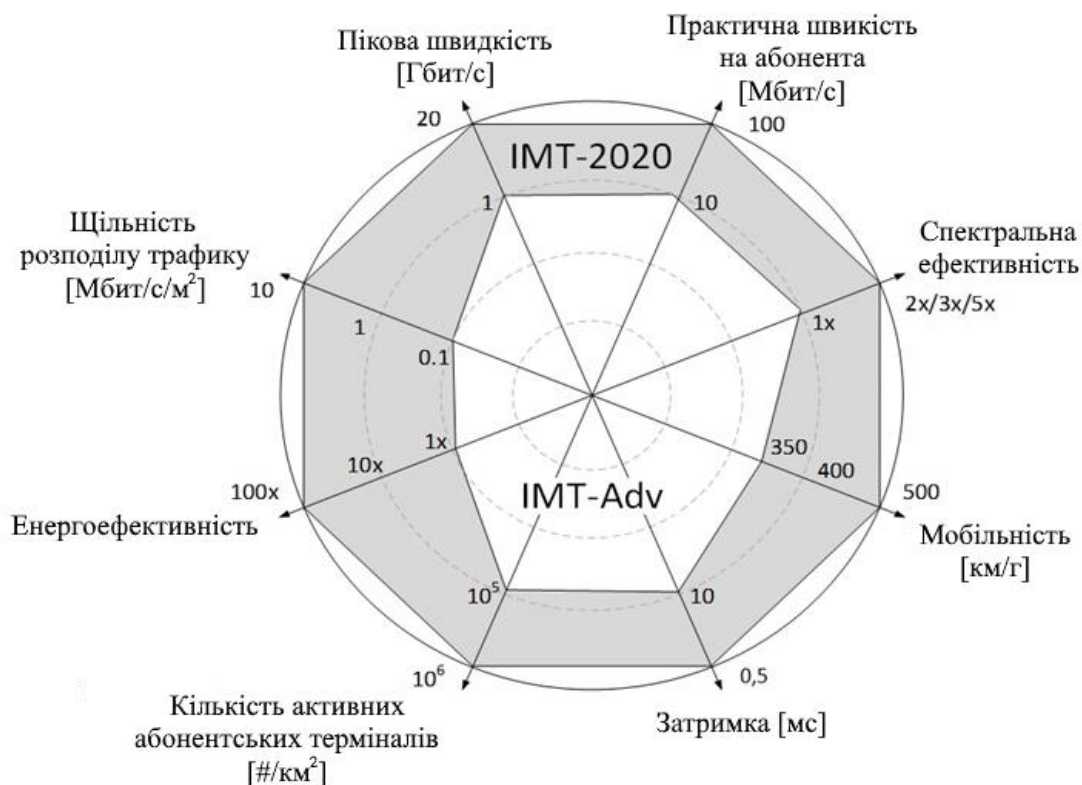 Пікова швидкість
[Гбит/с]
Практична швикість
на абонента
[Мбит/с]
20
100
IMT-2020
1
10
Щільність
розподілу трафику
[Мбит/с/м²]
Спектральна
ефективність
10
1
0.1
2x/3x/5x
1x
1x
10x
100x
350
400
500
Енергоефективність
IMT-Adv
Мобільність
[км/г]
10⁵
10
10⁶
0,5
Кількість активних
абонентських терміналів
[#/км²]
Затримка [мс]